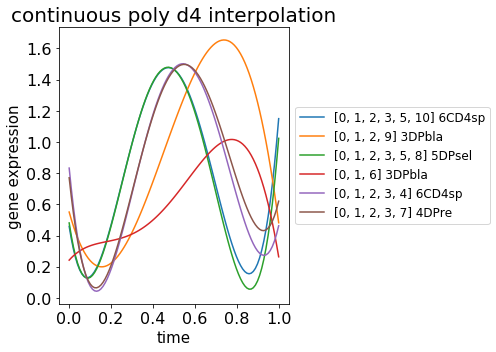 continuous poly d4 interpolation
gene expression
1.6
1.4
1.2
1.0
0.8
0.6
0.4
0.2
0.0
0.0 0.2 0.4 0.6 0.8 1.0
time
[0, 1, 2, 3, 5, 10] 6CD4sp
[0, 1, 2, 9] 3DPbla
[0, 1, 2, 3, 5, 8] 5DPsel
[0, 1, 6] 3DPbla
[0, 1, 2, 3, 4] 6CD4sp
[0, 1, 2, 3, 7] 4DPre